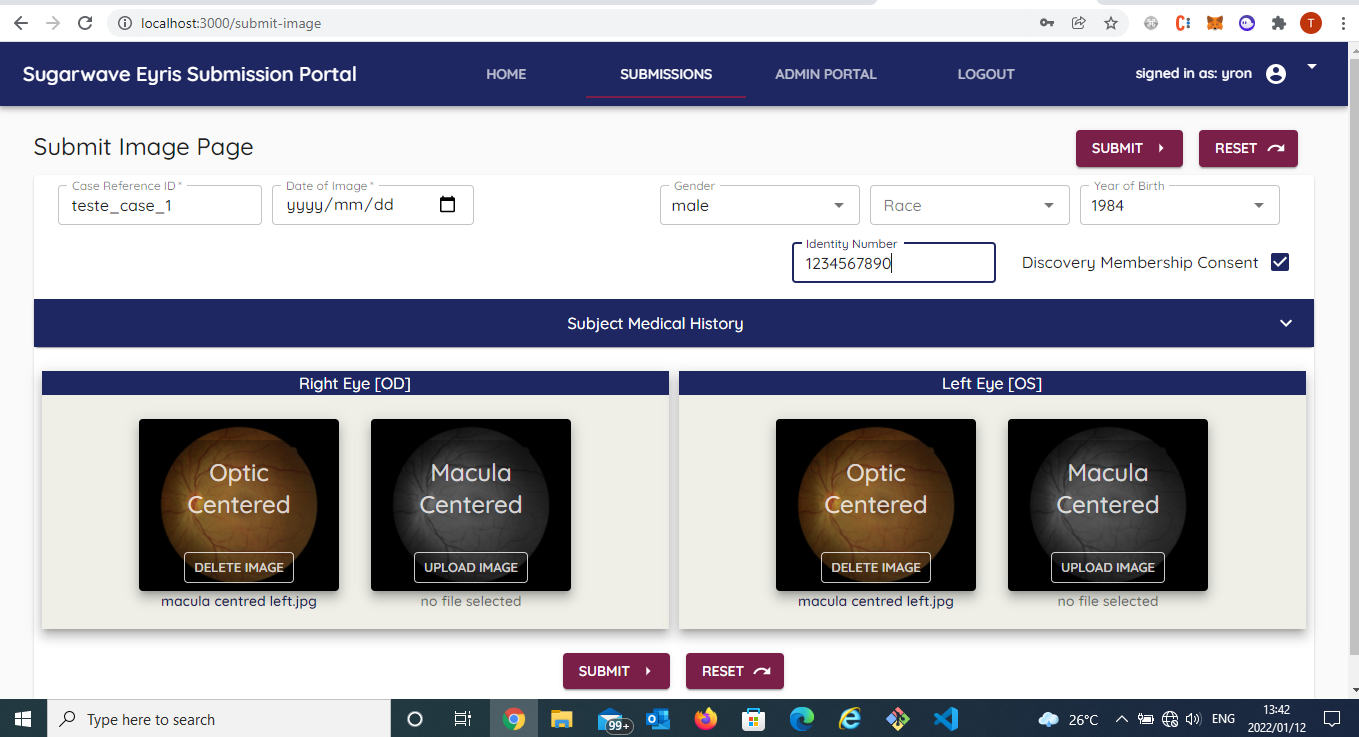 localhost:3000/submit-image
T
Sugarwave Eyris Submission Portal
HOME
SUBMISSIONS
ADMIN PORTAL
LOGOUT
signed in as: yron
Submit Image Page
SUBMIT
RESET
Case Reference ID *
teste_case_1
Date of Image *
yyyy/mm/dd
Gender
male
Race
Year of Birth
1984
Identity Number
1234567890
Discovery Membership Consent
Subject Medical History
Right Eye [OD]
Optic
Centered
DELETE IMAGE
macula centred left.jpg
Macula
Centered
UPLOAD IMAGE
no file selected
Left Eye [OS]
Optic
Centered
DELETE IMAGE
macula centred left.jpg
Macula
Centered
UPLOAD IMAGE
no file selected
SUBMIT
RESET
Type here to search
99+
26°C
ENG
13:42
2022/01/12